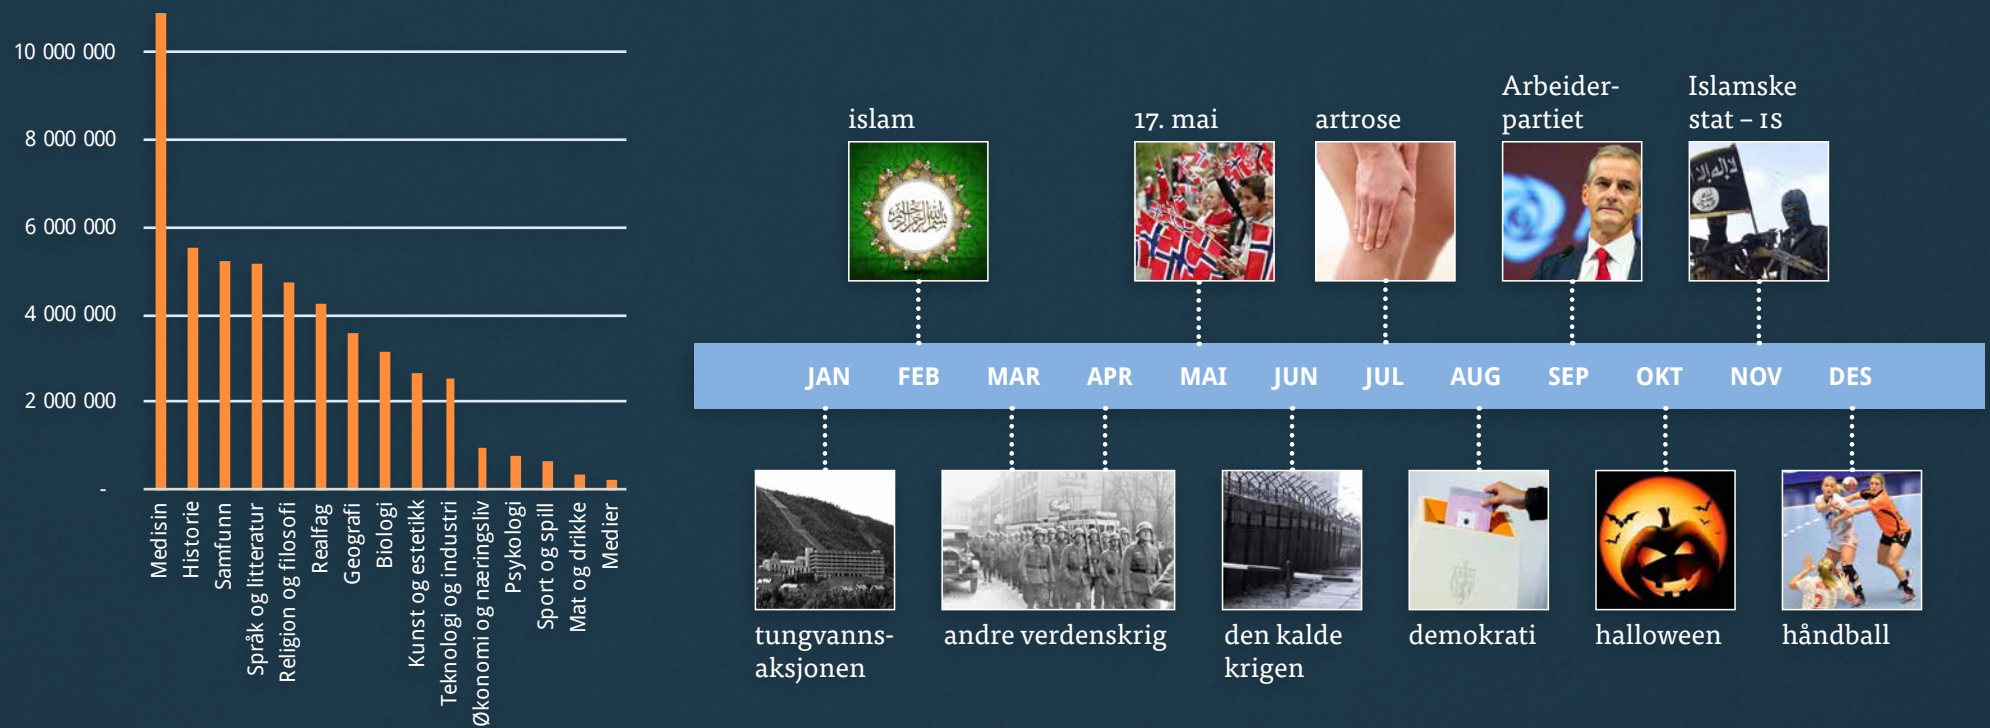 10 000 000
8 000 000
6 000 000
4 000 000
2 000 000
-
Medisin
Historie
Samfunn
Språk og litteratur
Religion og filosofi
Realfag
Geografi
Biologi
Kunst og estetikk
Teknologi og industri
Økonomi og næringsliv
Psykologi
Sport og spill
Mat og drikke
Medier
islam
17. mai
artrose
Arbeider-
partiet
Islamske
stat – IS
JAN FEB MAR APR MAI JUN JUL AUG SEP OKT NOV DES
tungvanns-
aksjonen
andre verdenskrig
den kalde
krigen
demokrati
halloween
håndball